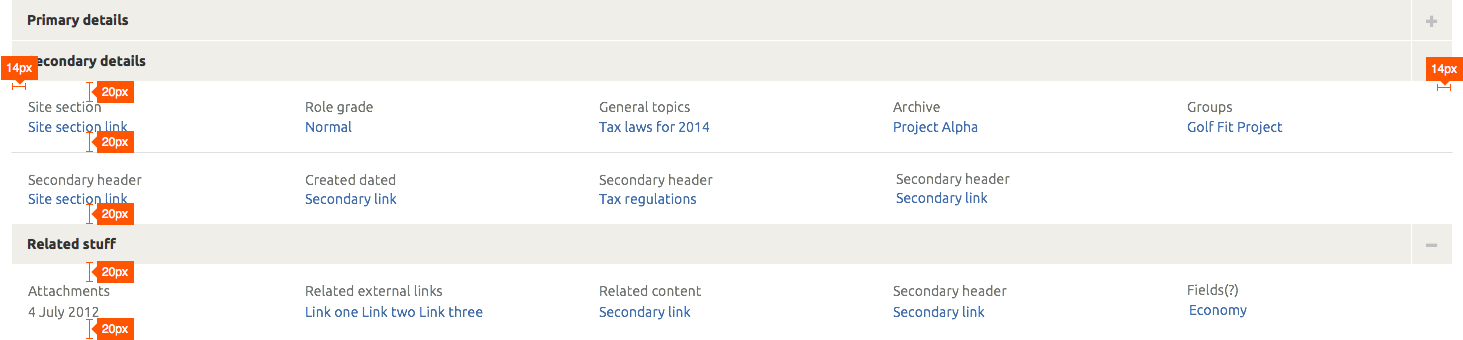 Primary details
Secondary details
14px
14px
20px
Site section Role grade General topics Archive Groups
Site section link Normal Tax laws for 2014 Project Alpha Golf Fit Project
20px
Secondary header Created dated Secondary header Secondary header
Site section link Secondary link Tax regulations Secondary link
20px
Related stuff
20px
Attachments Related external links Related content Secondary header Fields(?)
4 July 2012 Link one Link two Link three Secondary link Secondary link Economy
20px